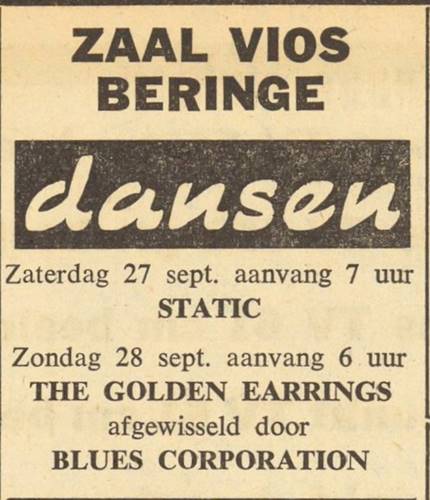 ZAAL VIOS
BERINGE
dansen
Zaterdag 27 sept. aanvang 7 uur
STATIC
Zondag 28 sept. aanvang 6 uur
THE GOLDEN EARRINGS
afgewisseld door
BLUES CORPORATION